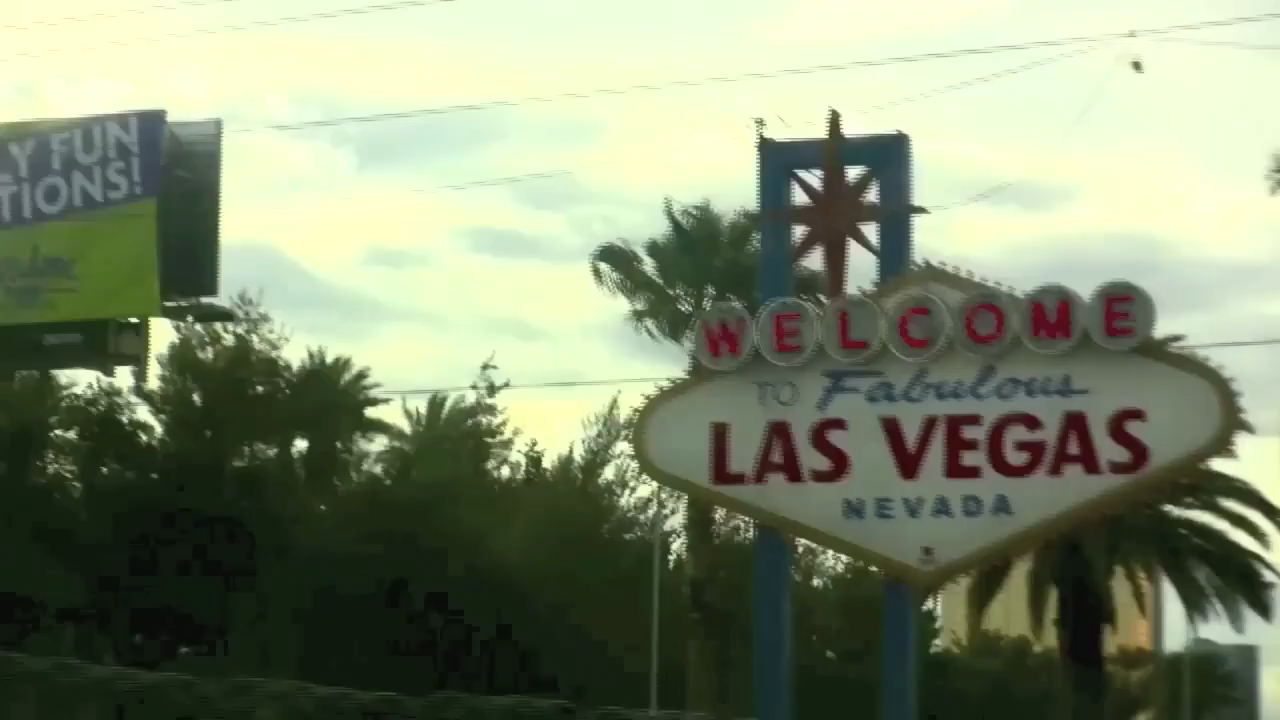 Y FUN
TIONS!
WELCOME
TO Fabulous
LAS VEGAS
NEVADA